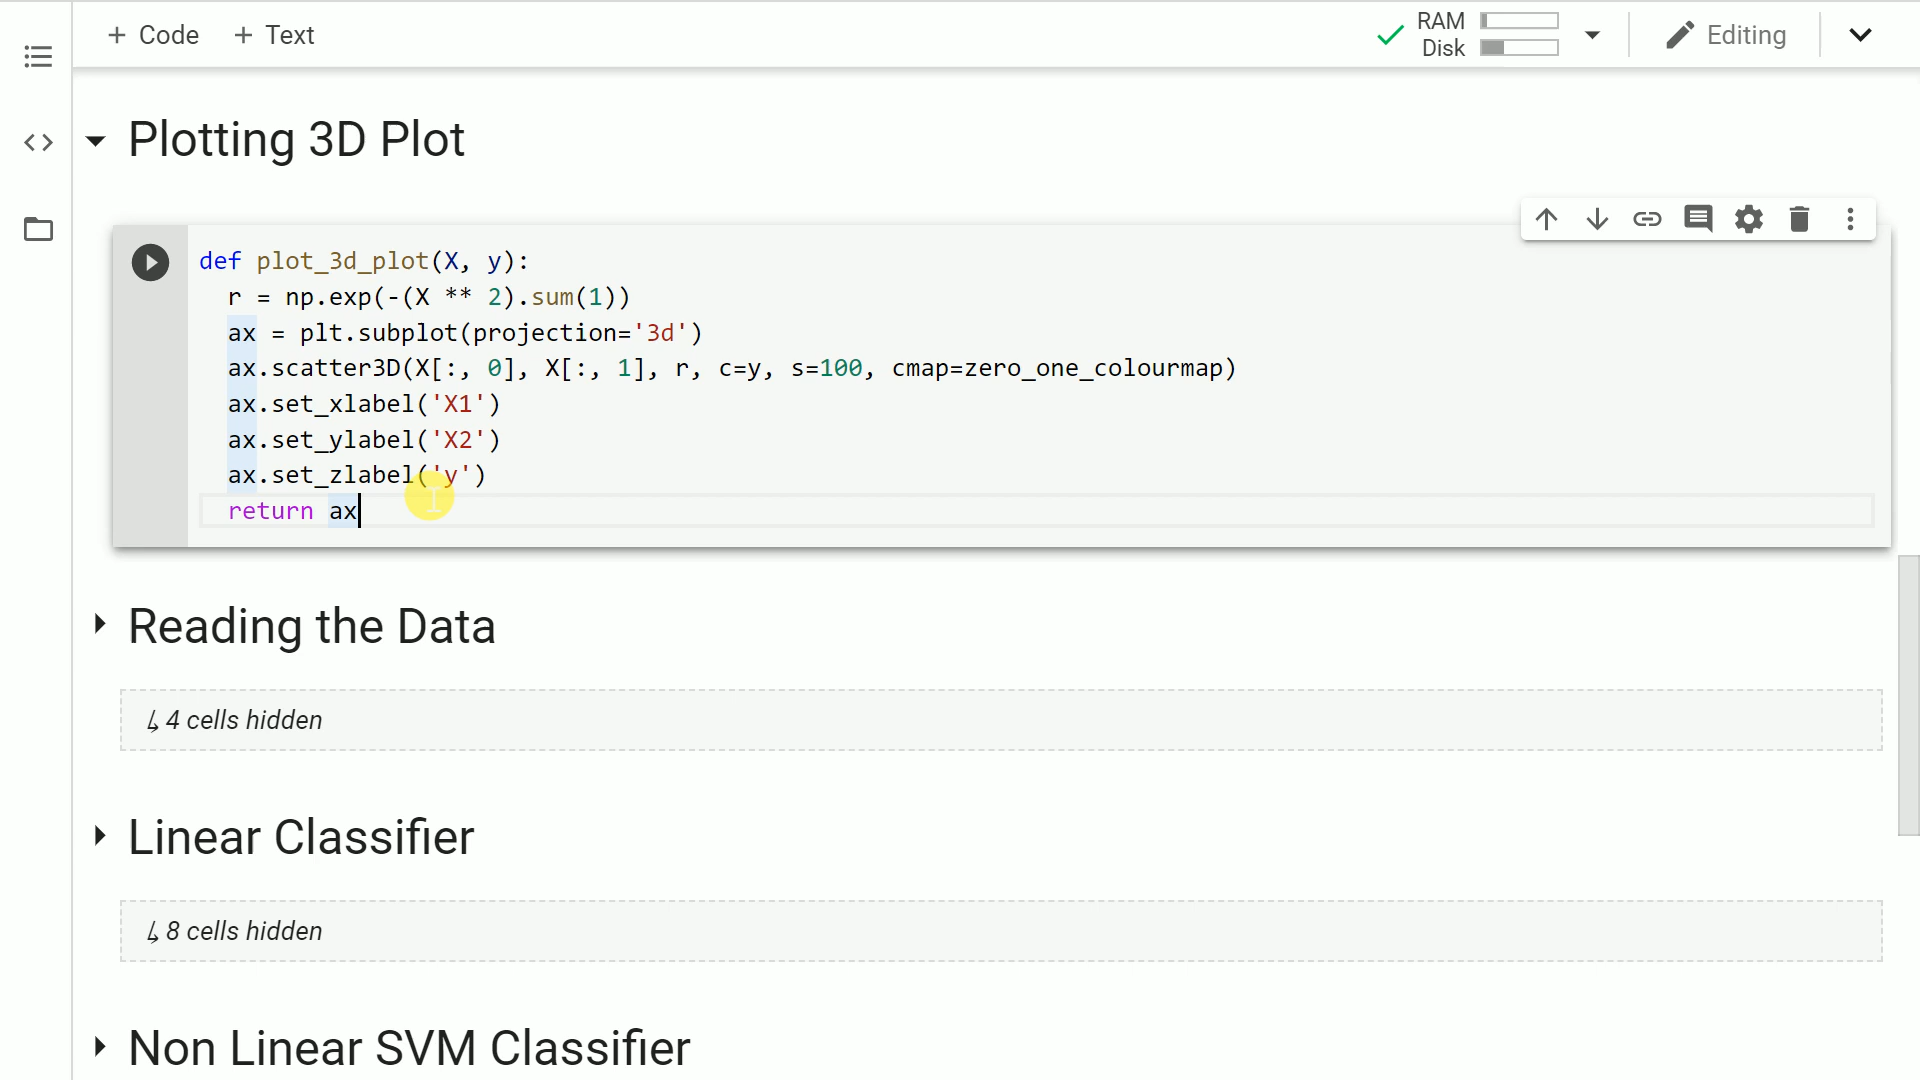 + Code + Text
RAM
Disk
Editing
Plotting 3D Plot
def plot_3d_plot(X, y):
  r = np.exp(-(X ** 2).sum(1))
  ax = plt.subplot(projection='3d')
  ax.scatter3D(X[:, 0], X[:, 1], r, c=y, s=100, cmap=zero_one_colourmap)
  ax.set_xlabel('X1')
  ax.set_ylabel('X2')
  ax.set_zlabel('y')
  return ax
Reading the Data
4 cells hidden
Linear Classifier
8 cells hidden
Non Linear SVM Classifier